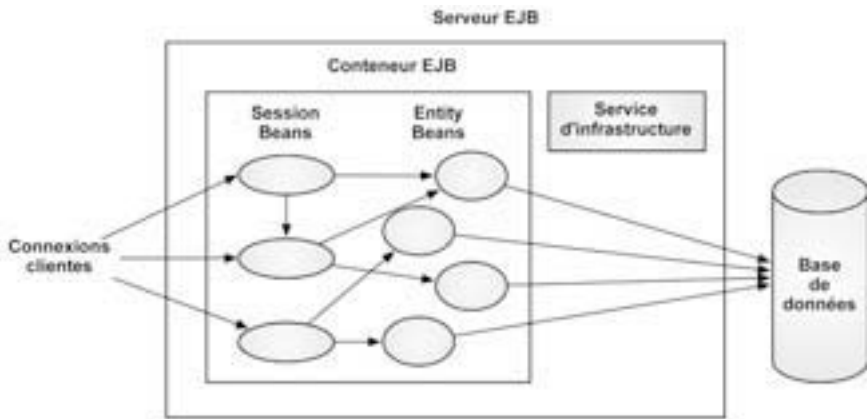 Serveur EJB
Conteneur EJB
Session
Beans
Entity
Beans
Service
d'infrastructure
Connexions
clientes
Base
de
données